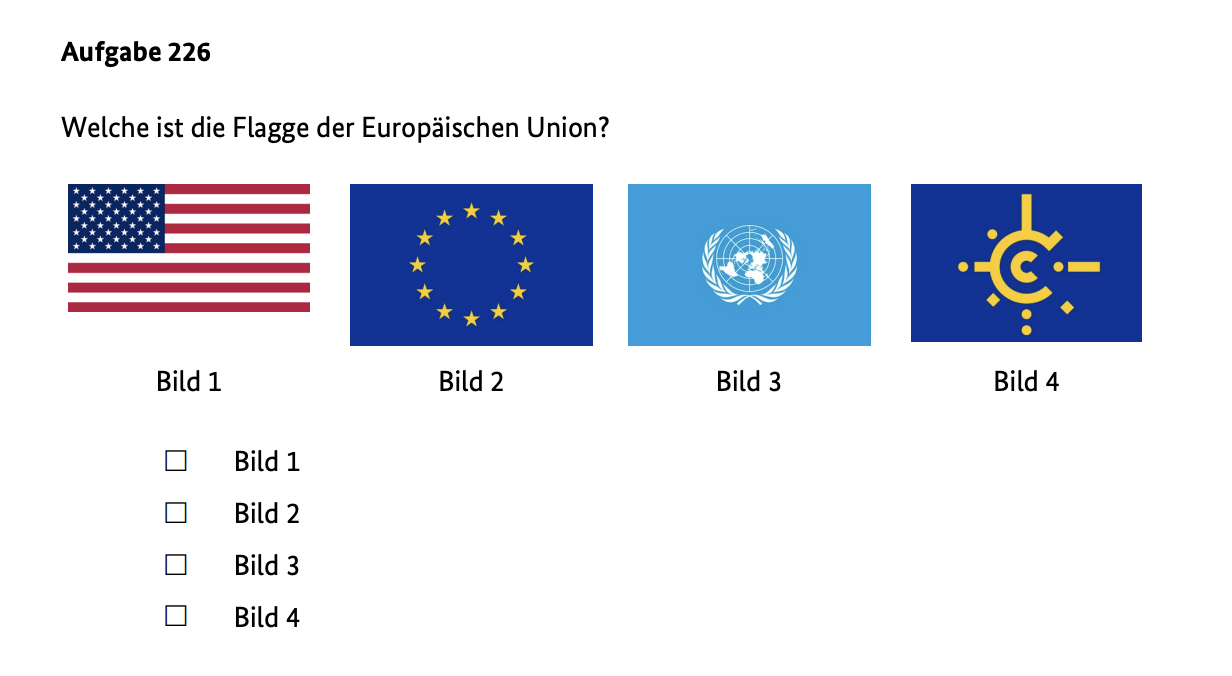 Aufgabe 226
Welche ist die Flagge der Europäischen Union?
Bild 1 Bild 2 Bild 3 Bild 4
☐ Bild 1
☐ Bild 2
☐ Bild 3
☐ Bild 4